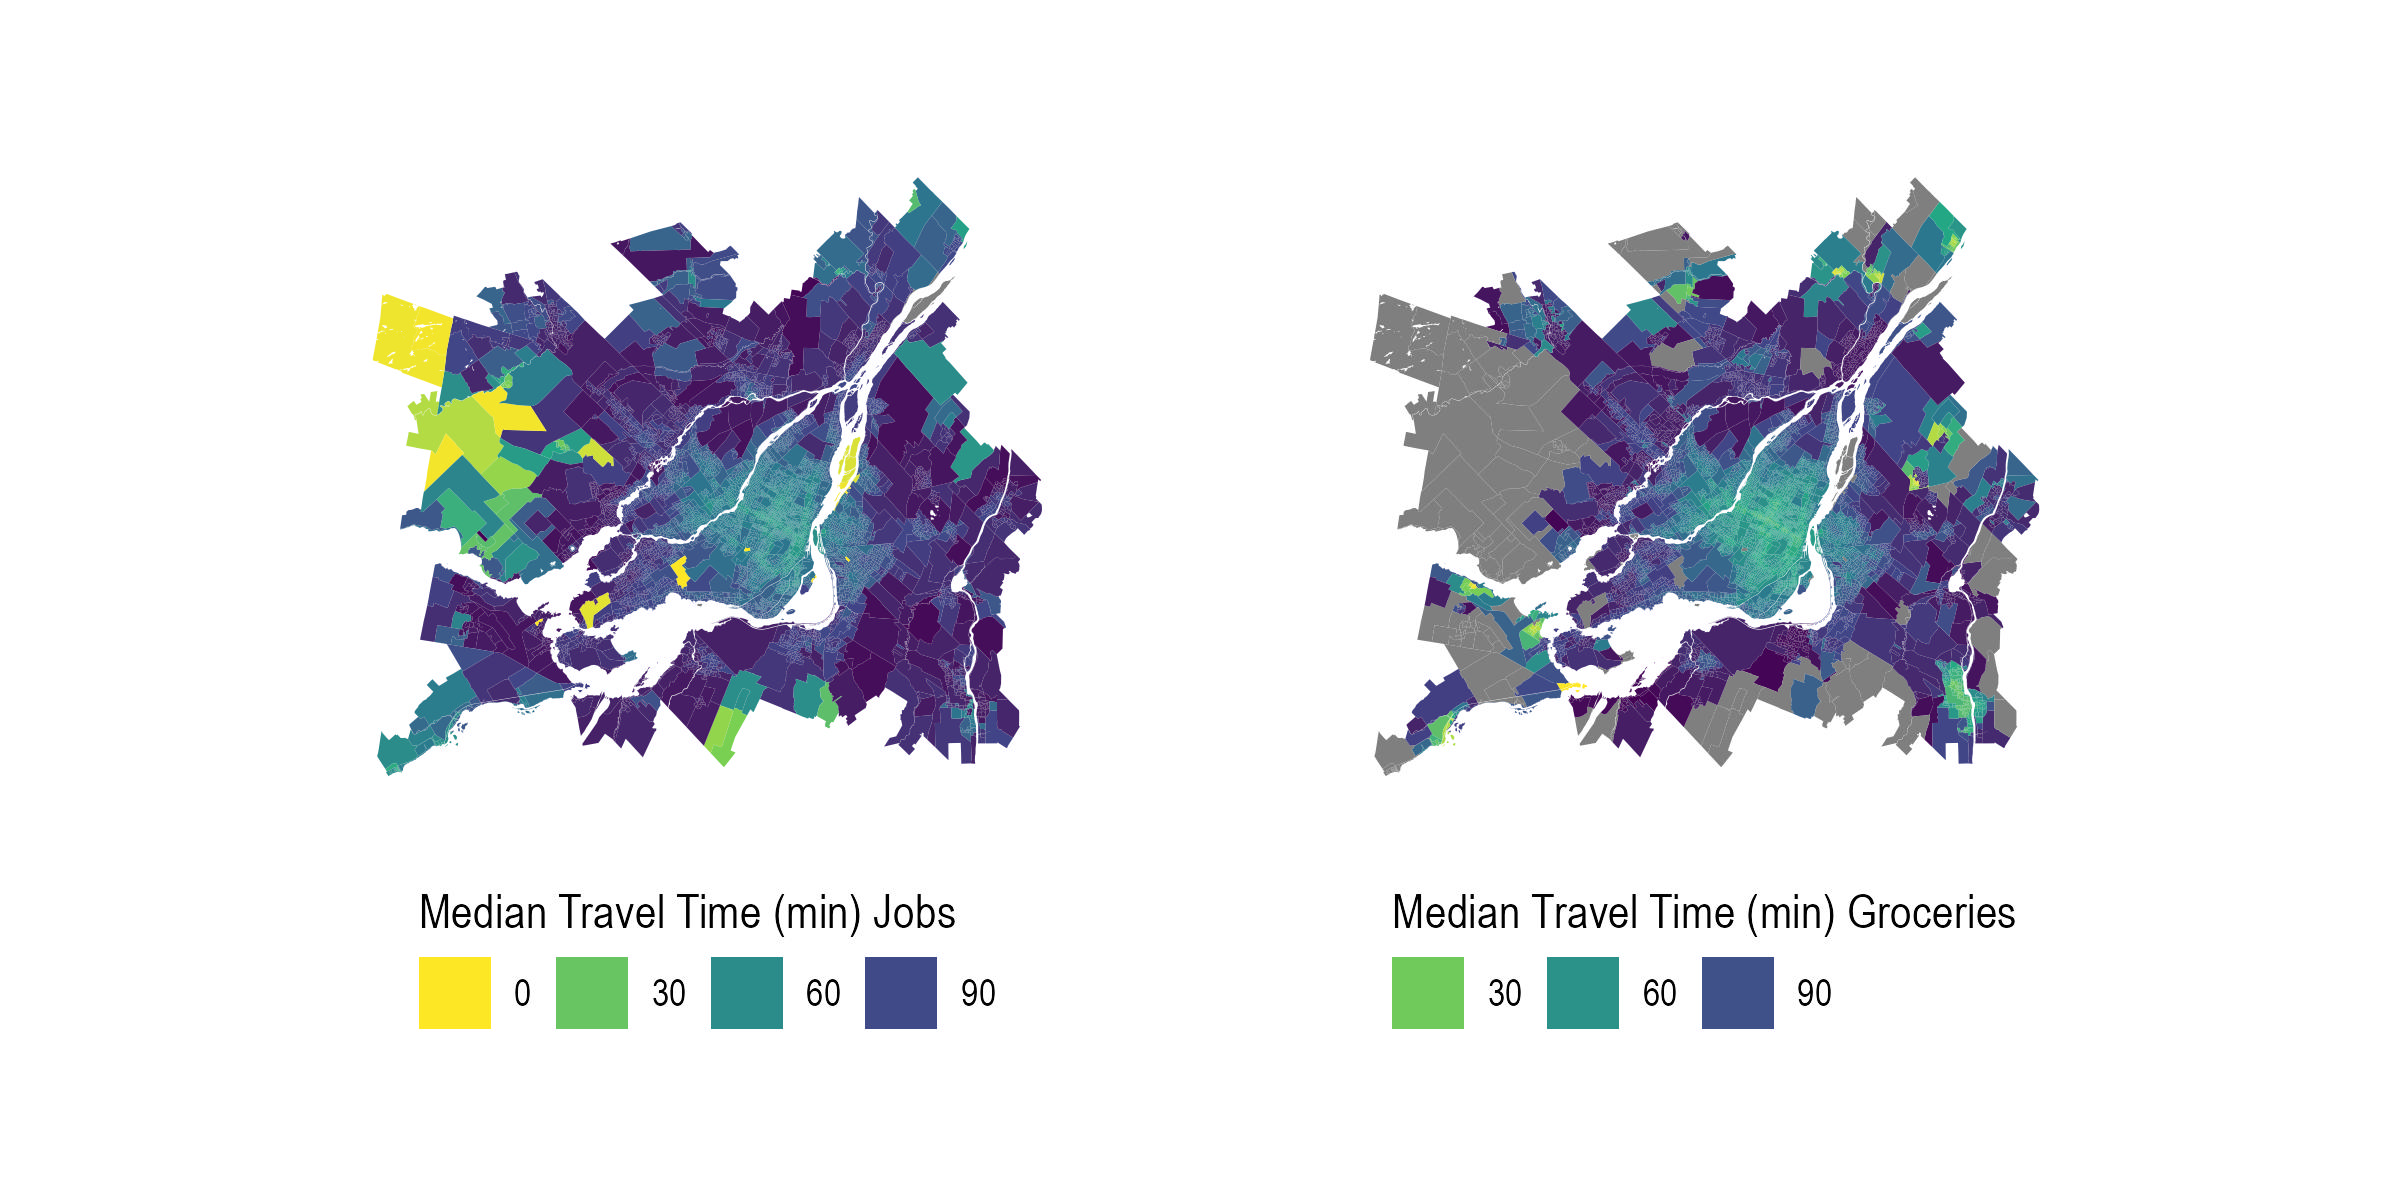 Median Travel Time (min) Jobs
0 30 60 90
Median Travel Time (min) Groceries
30 60 90